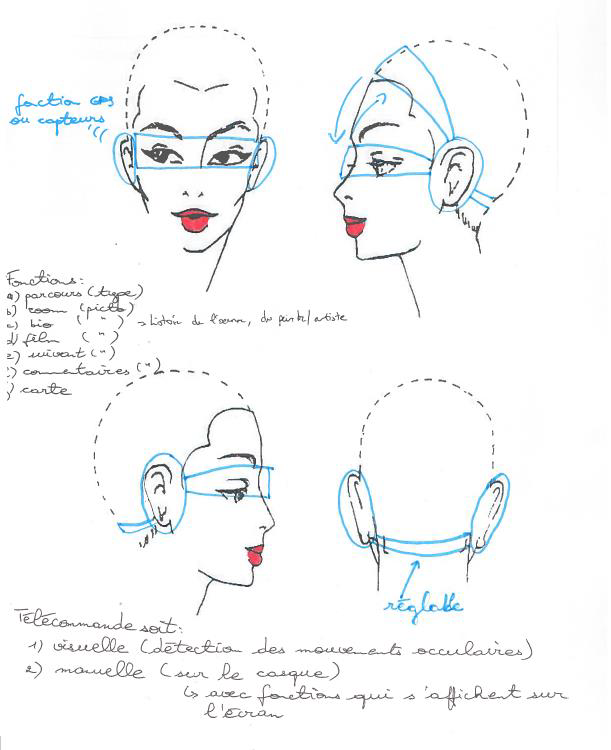 fonction GPS
ou capteurs
Fonctions:
a) parcours (type)
b) zoom (picto)
c) bio (") → histoire de l'oeuvre, du peintre/artiste
d) film (")
e) suivant (")
) commentaires (")
) carte
réglable
Télécommande soit:
1) visuelle (détection des mouvements occulaires)
2) manuelle (sur le casque)
↳ avec fonctions qui s'affichent sur
l'écran